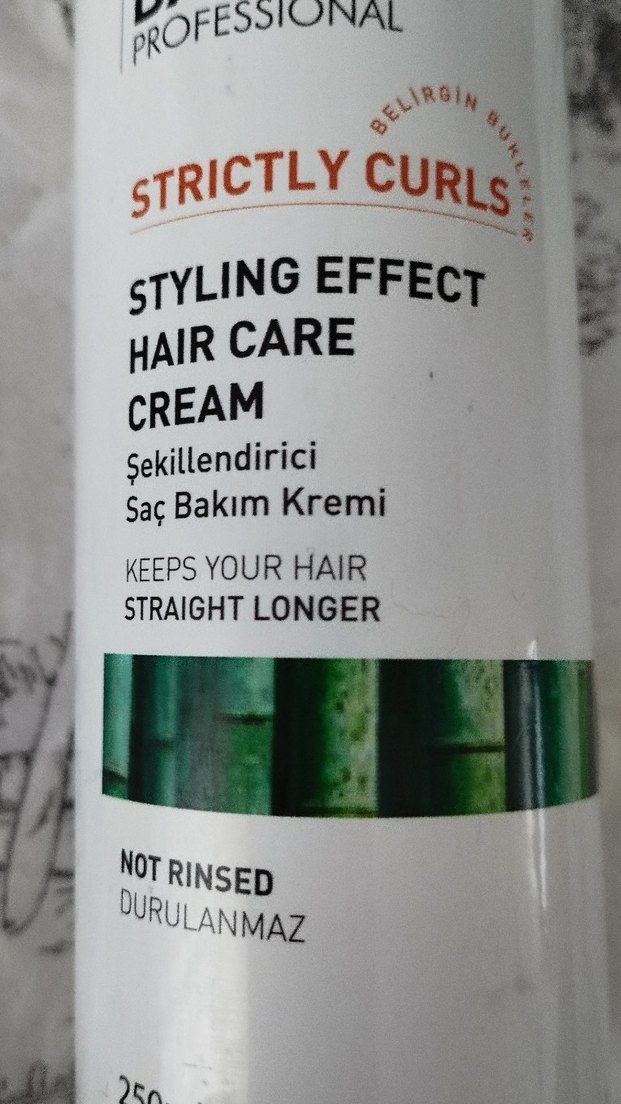 PROFESSIONAL
BELİRGİN BUKLELER
STRICTLY CURLS
STYLING EFFECT
HAIR CARE
CREAM
Şekillendirici
Saç Bakım Kremi
KEEPS YOUR HAIR
STRAIGHT LONGER
NOT RINSED
DURULANMAZ